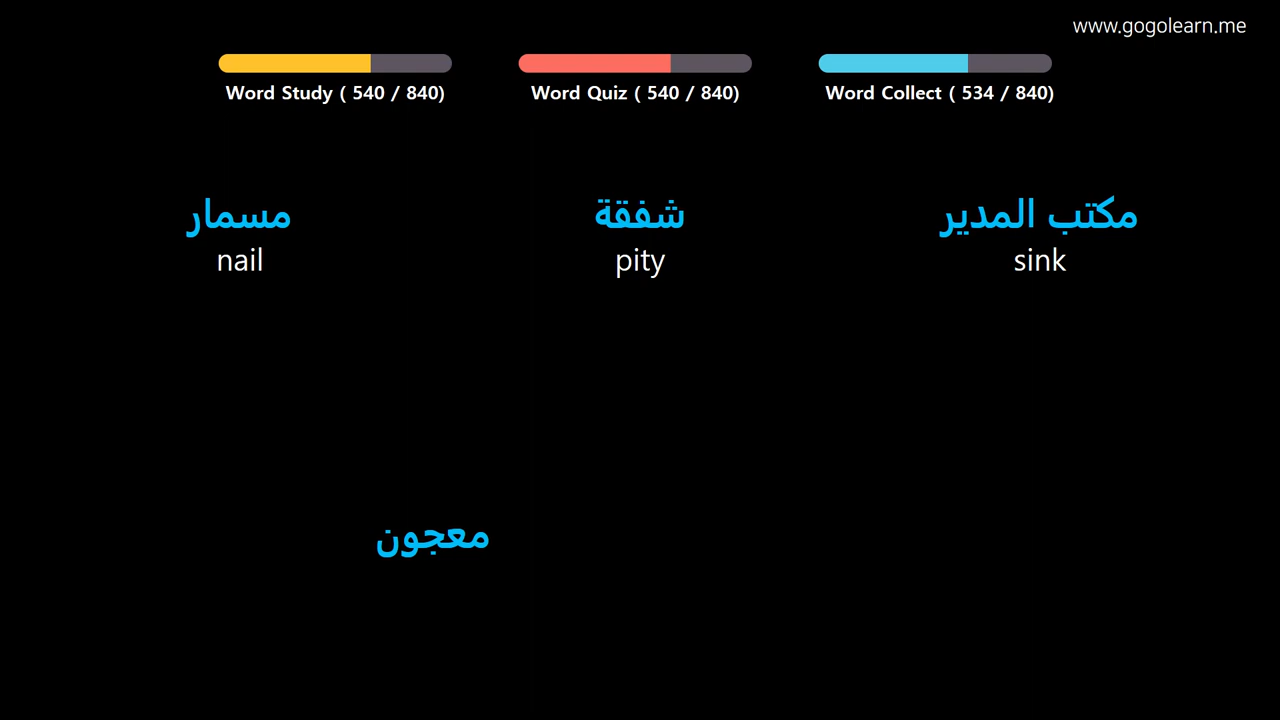 www.gogolearn.me
Word Study ( 540 / 840)
Word Quiz ( 540 / 840)
Word Collect ( 534 / 840)
مسمار
nail
شفقة
pity
مكتب المدير
sink
معجون